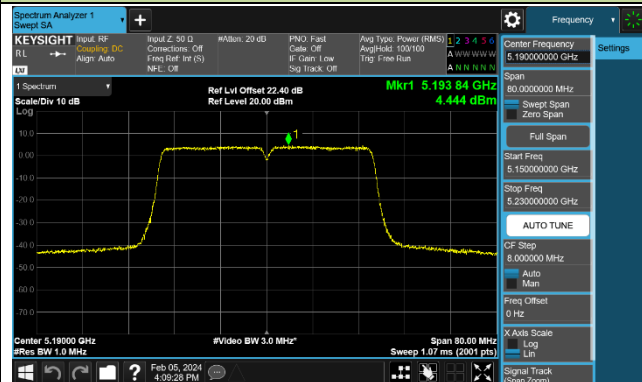 Spectrum Analyzer 1
Swept SA
+
Frequency
KEYSIGHT
RL
LXI
Input: RF
Coupling: DC
Align: Auto
Input Z: 50 Ω
Corrections: Off
Freq Ref: Int (S)
NFE: Off
#Atten: 20 dB
PNO: Fast
Gate: Off
IF Gain: Low
Sig Track: Off
Avg Type: Power (RMS)
Avg|Hold: 100/100
Trig: Free Run
1 2 3 4 5 6
A W W W W W
A N N N N N
1 Spectrum
Scale/Div 10 dB
Log
Ref Lvl Offset 22.40 dB
Ref Level 20.00 dBm
Mkr1 5.193 84 GHz
4.444 dBm
1
10.0
0.00
-10.0
-20.0
-30.0
-40.0
-50.0
-60.0
-70.0
Center 5.19000 GHz
#Res BW 1.0 MHz
#Video BW 3.0 MHz*
Span 80.00 MHz
Sweep 1.07 ms (2001 pts)
Center Frequency
5.190000000 GHz
Settings
Span
80.0000000 MHz
Swept Span
Zero Span
Full Span
Start Freq
5.150000000 GHz
Stop Freq
5.230000000 GHz
AUTO TUNE
CF Step
8.000000 MHz
Auto
Man
Freq Offset
0 Hz
X Axis Scale
Log
Lin
Signal Track
(Span Zoom)
?
Feb 05, 2024
4:09:28 PM